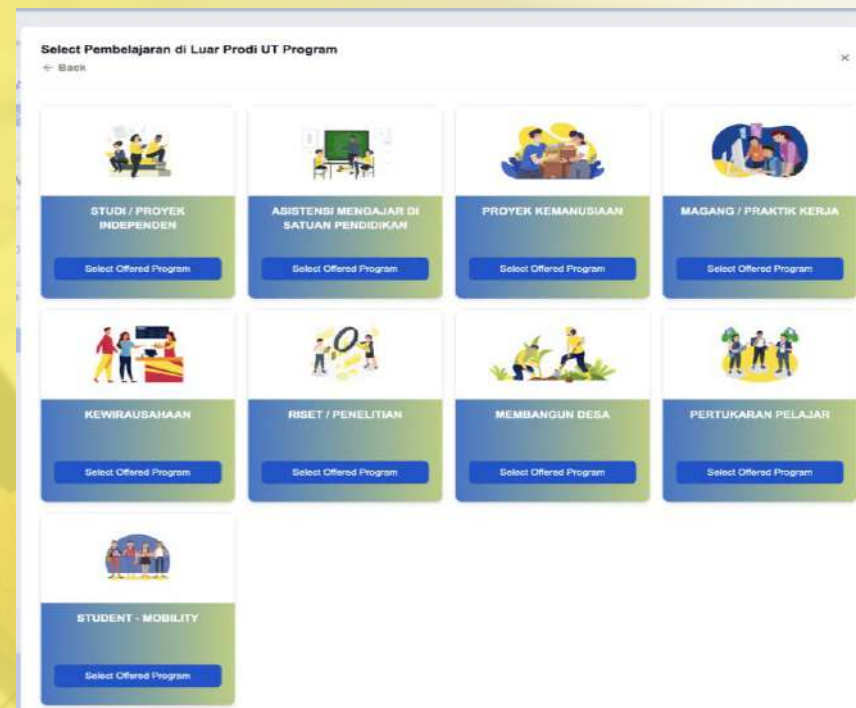 Select Pembelajaran di Luar Prodi UT Program
← Back
×
STUDI / PROYEK
INDEPENDEN
Select Offered Program
ASISTENSI MENGAJAR DI
SATUAN PENDIDIKAN
Select Offered Program
PROYEK KEMANUSIAAN
Select Offered Program
MAGANG / PRAKTIK KERJA
Select Offered Program
KEWIRAUSAHAAN
Select Offered Program
RISET / PENELITIAN
Select Offered Program
MEMBANGUN DESA
Select Offered Program
PERTUKARAN PELAJAR
Select Offered Program
STUDENT - MOBILITY
Select Offered Program